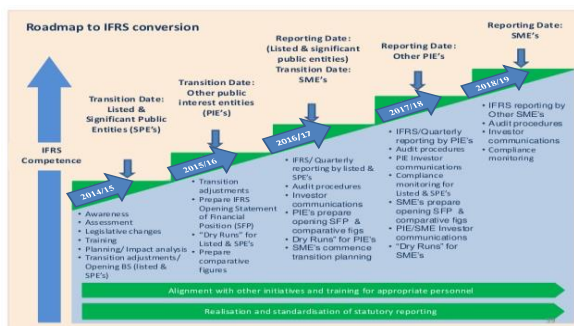 Roadmap to IFRS conversion
IFRS
Competence
Transition Date:
Listed &
Significant Public
Entities (SPE's)
Transition Date:
Other public
interest entities
(PIE's)
Reporting Date:
(Listed & significant
public entities)
Transition Date:
SME's
Reporting Date:
Other PIE's
Reporting Date:
SME's
2014/15
2015/16
2016/17
2017/18
2018/19
• Awareness
• Assessment
• Legislative changes
• Training
• Planning/ Impact analysis
• Transition adjustments/
Opening BS (listed &
SPE's)
• Transition
adjustments
• Prepare IFRS
Opening Statement
of Financial
Position (SFP)
• "Dry Runs" for
Listed & SPE's
• Prepare
comparative
figures
• IFRS/ Quarterly
reporting by listed &
SPE's
• Audit procedures
• Investor
communications
• PIE's prepare
opening SFP &
comparative figs
• "Dry Runs" for PIE's
• SME's commence
transition planning
• IFRS/Quarterly
reporting by PIE's
• Audit procedures
• PIE Investor
communications
• Compliance
monitoring for
Listed & SPE's
• SME's prepare
opening SFP &
comparative figs
• PIE/SME Investor
communications
• "Dry Runs" for
SME's
• IFRS reporting by
Other SME's
• Audit procedures
• Investor
communications
• Compliance
monitoring
Alignment with other initiatives and training for appropriate personnel
Realisation and standardisation of statutory reporting